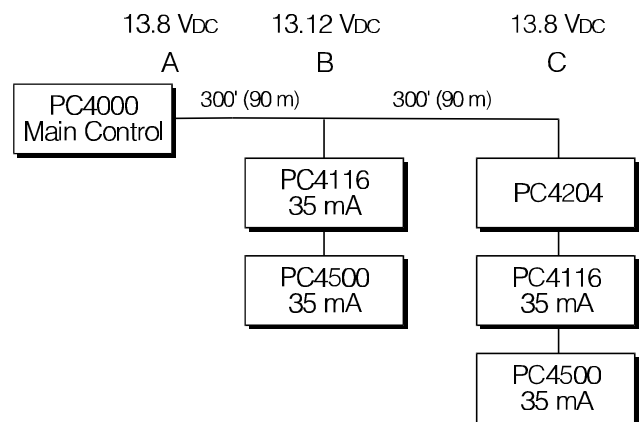 13.8 VDC 13.12 VDC 13.8 VDC
A B C
PC4000
Main Control
300' (90 m) 300' (90 m)
PC4116
35 mA
PC4500
35 mA
PC4204
PC4116
35 mA
PC4500
35 mA